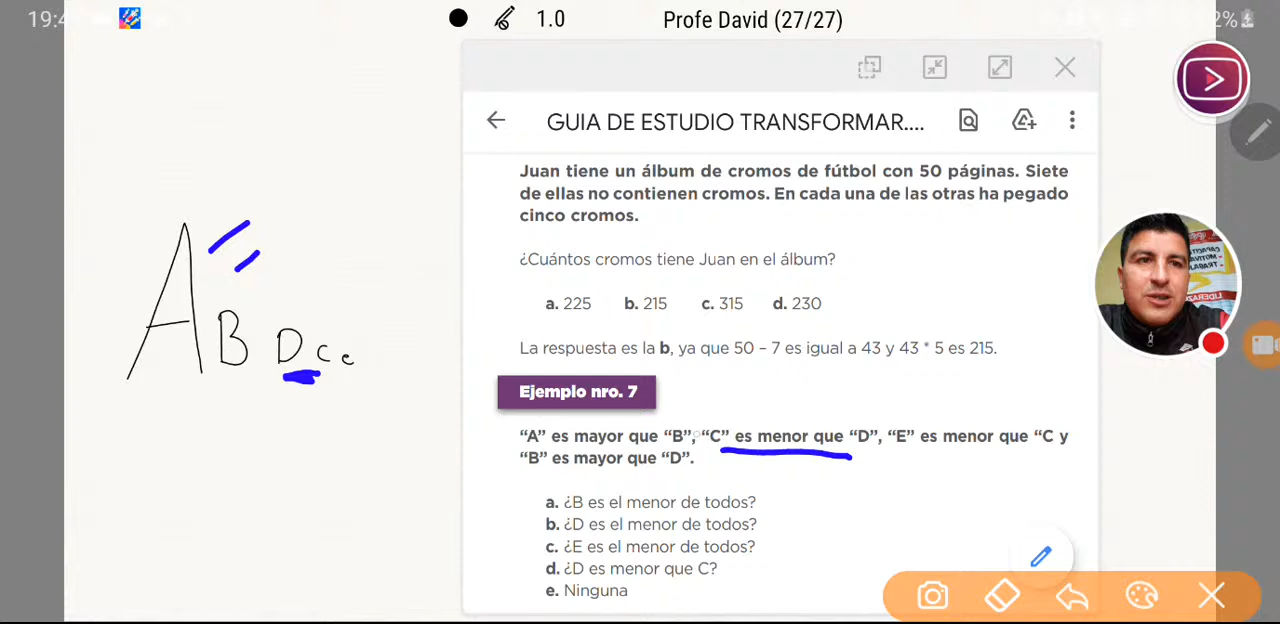 19:4
1.0
Profe David (27/27)
2%
GUIA DE ESTUDIO TRANSFORMAR....
Juan tiene un álbum de cromos de fútbol con 50 páginas. Siete
de ellas no contienen cromos. En cada una de las otras ha pegado
cinco cromos.
¿Cuántos cromos tiene Juan en el álbum?
a. 225 b. 215 c. 315 d. 230
La respuesta es la b, ya que 50 – 7 es igual a 43 y 43 * 5 es 215.
Ejemplo nro. 7
“A” es mayor que “B”, “C” es menor que “D”, “E” es menor que “C y
“B” es mayor que “D”.
a. ¿B es el menor de todos?
b. ¿D es el menor de todos?
c. ¿E es el menor de todos?
d. ¿D es menor que C?
e. Ninguna
A B D C e